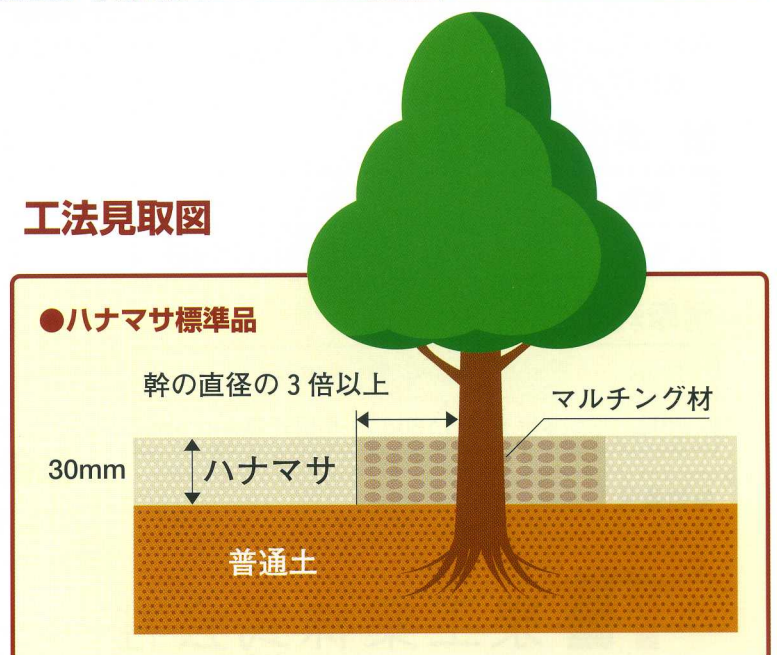 工法見取図
●ハナマサ標準品
幹の直径の3倍以上
マルチング材
30mm
ハナマサ
普通土